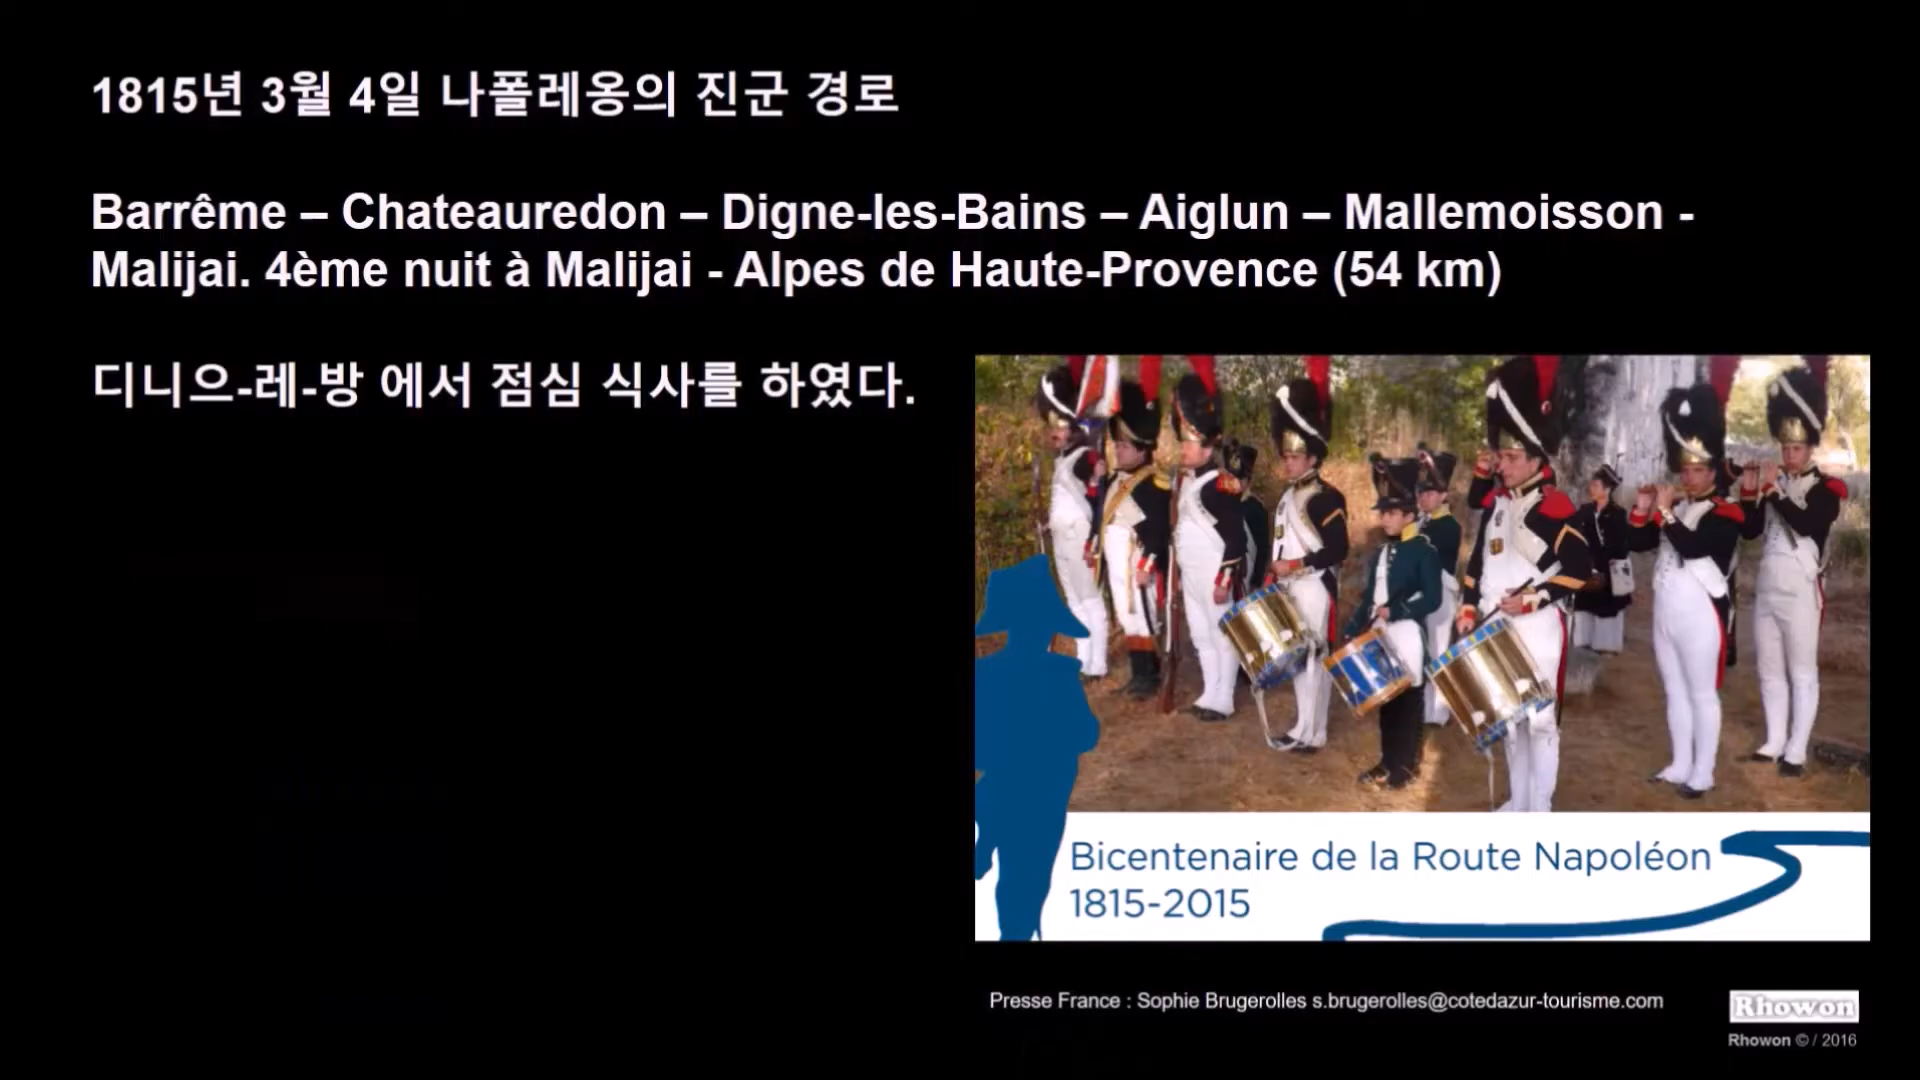 1815년 3월 4일 나폴레옹의 진군 경로
Barrême – Chateauredon – Digne-les-Bains – Aiglun – Mallemoisson -
Malijai. 4ème nuit à Malijai - Alpes de Haute-Provence (54 km)
디니으-레-방 에서 점심 식사를 하였다.
Bicentenaire de la Route Napoléon
1815-2015
Presse France : Sophie Brugerolles s.brugerolles@cotedazur-tourisme.com
Rhowon
Rhowon © / 2016